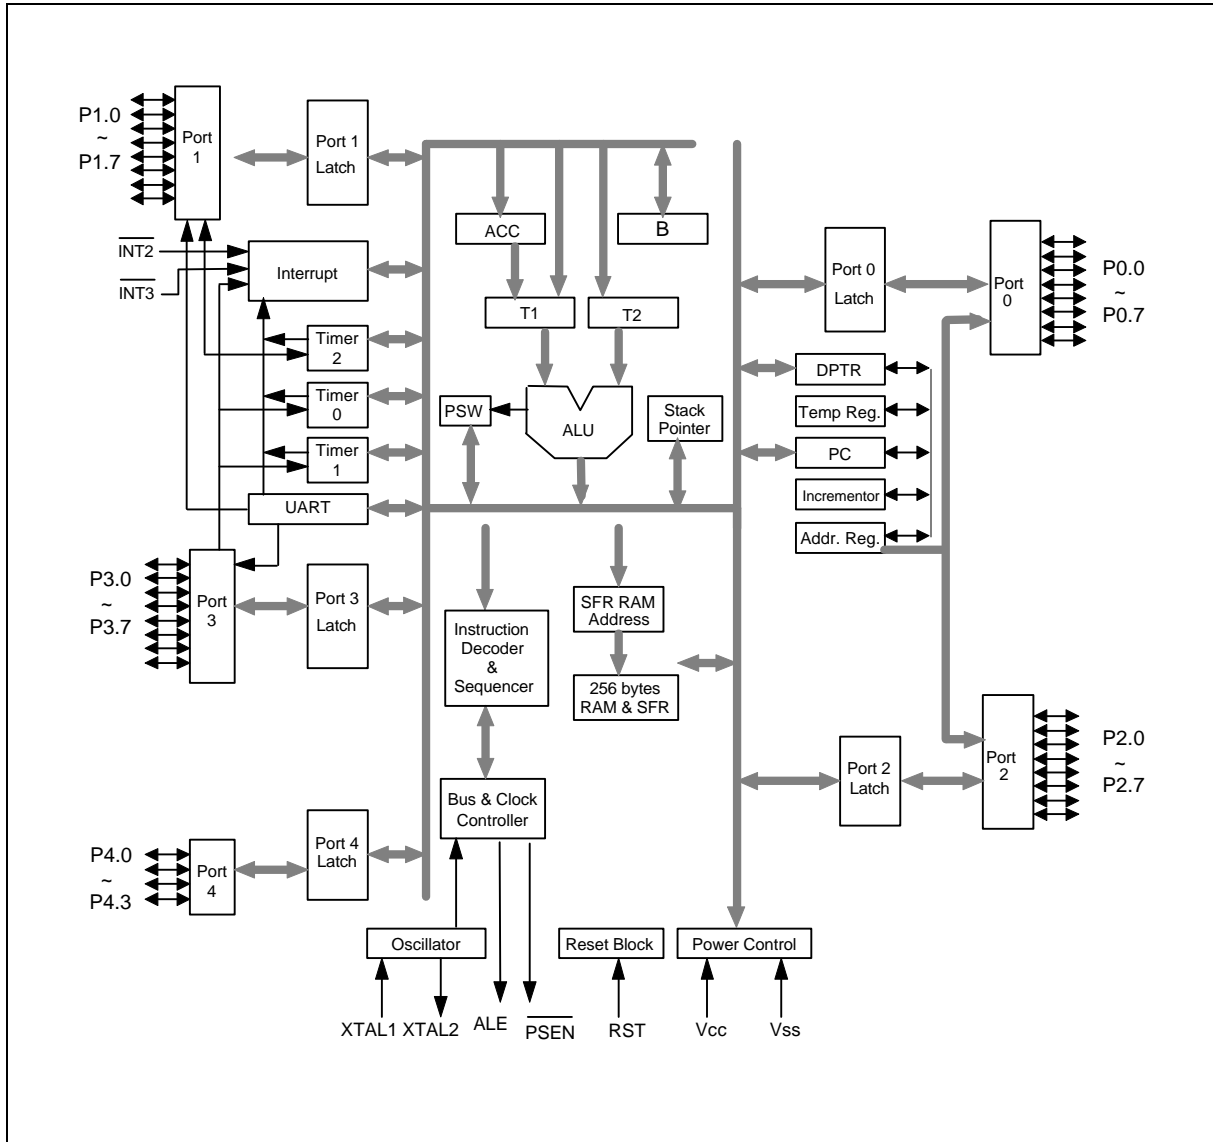 P1.0
~
P1.7
Port
1
Port 1
Latch
INT2
INT3
Interrupt
Timer
2
Timer
0
Timer
1
UART
P3.0
~
P3.7
Port
3
Port 3
Latch
P4.0
~
P4.3
Port
4
Port 4
Latch
ACC
B
T1
T2
PSW
ALU
Stack
Pointer
Instruction
Decoder
&
Sequencer
SFR RAM
Address
256 bytes
RAM & SFR
Bus & Clock
Controller
Oscillator
Reset Block
Power Control
XTAL1
XTAL2
ALE
PSEN
RST
Vcc
Vss
Port 0
Latch
Port
0
P0.0
~
P0.7
DPTR
Temp Reg.
PC
Incrementor
Addr. Reg.
Port 2
Latch
Port
2
P2.0
~
P2.7